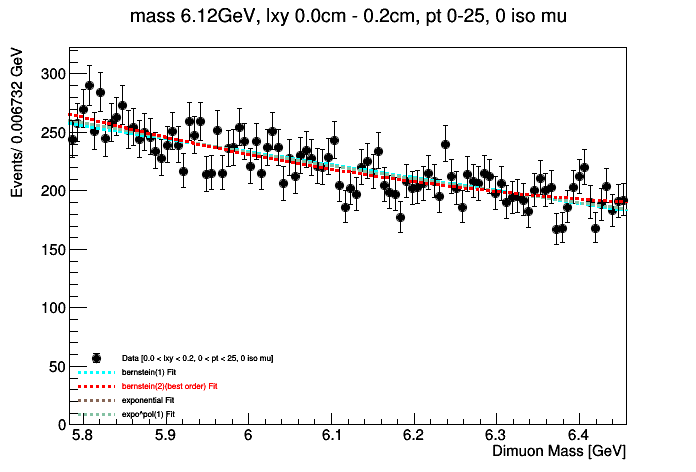 mass 6.12GeV, lxy 0.0cm - 0.2cm, pt 0-25, 0 iso mu
Events/ 0.006732 GeV
300
250
200
150
100
50
0
Data [0.0 < lxy < 0.2, 0 < pt < 25, 0 iso mu]
bernstein(1) Fit
bernstein(2)(best order) Fit
exponential Fit
expo*pol(1) Fit
5.8 5.9 6 6.1 6.2 6.3 6.4
Dimuon Mass [GeV]